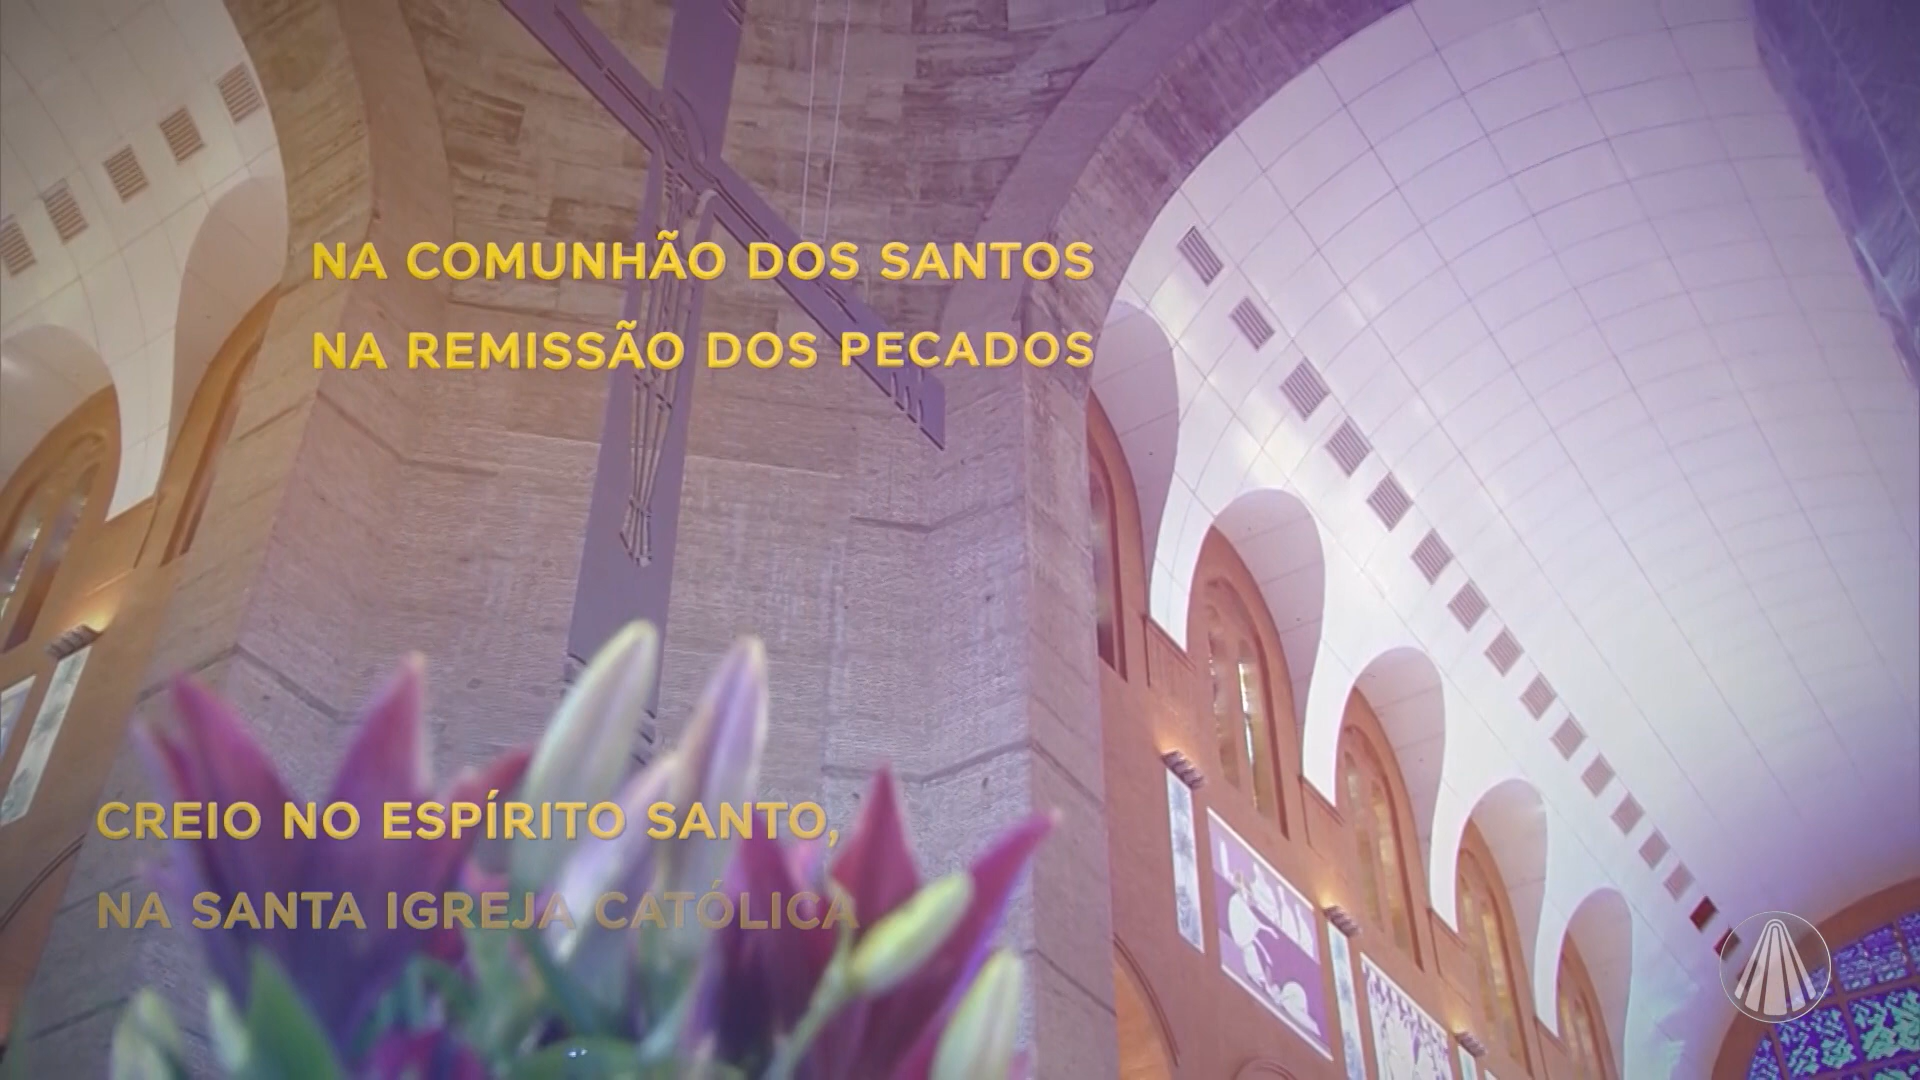 NA COMUNHÃO DOS SANTOS
NA REMISSÃO DOS PECADOS
CREIO NO ESPÍRITO SANTO,
NA SANTA IGREJA CATÓLICA